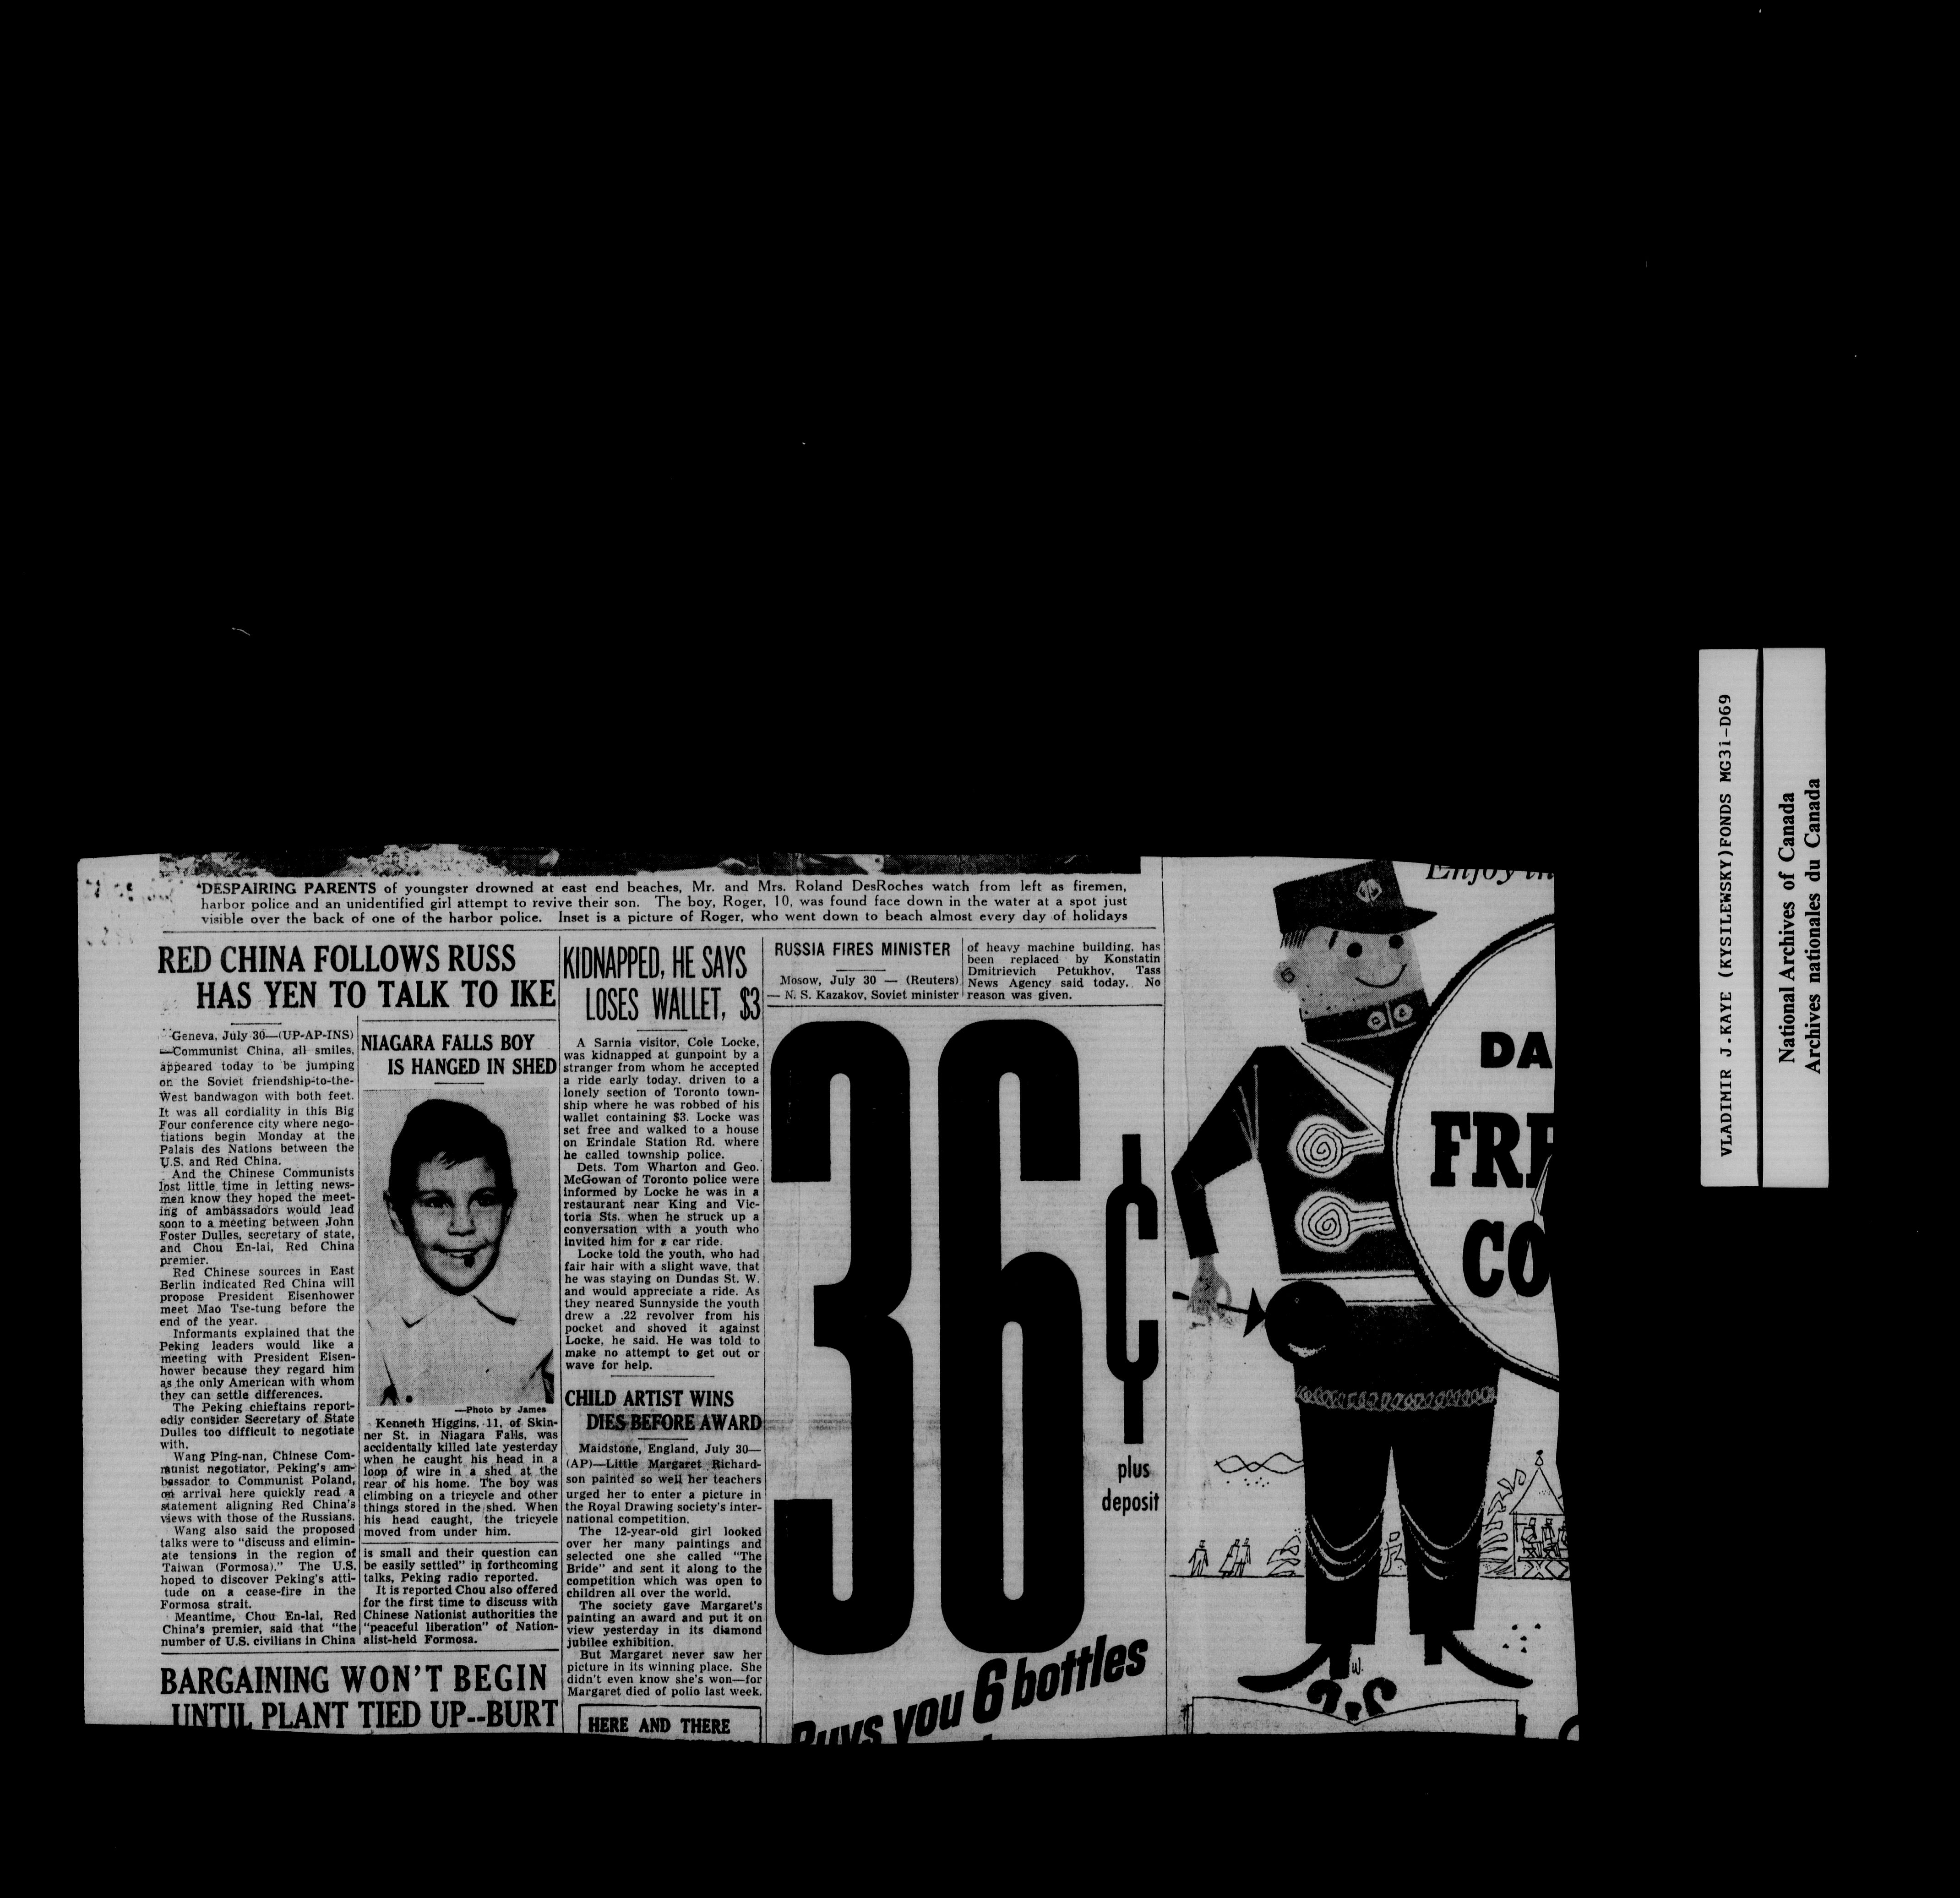 'DESPAIRING PARENTS of youngster drowned at east end beaches, Mr. and Mrs. Roland DesRoches watch from left as firemen,
harbor police and an unidentified girl attempt to revive their son. The boy, Roger, 10, was found face down in the water at a spot just
visible over the back of one of the harbor police. Inset is a picture of Roger, who went down to beach almost every day of holidays
RED CHINA FOLLOWS RUSS
HAS YEN TO TALK TO IKE
Geneva, July 30—(UP-AP-INS)
—Communist China, all smiles,
appeared today to be jumping
on the Soviet friendship-to-the-
West bandwagon with both feet.
It was all cordiality in this Big
Four conference city where nego-
tiations begin Monday at the
Palais des Nations between the
U.S. and Red China.
And the Chinese Communists
lost little time in letting news-
men know they hoped the meet-
ing of ambassadors would lead
soon to a meeting between John
Foster Dulles, secretary of state,
and Chou En-lai, Red China
premier.
Red Chinese sources in East
Berlin indicated Red China will
propose President Eisenhower
meet Mao Tse-tung before the
end of the year.
Informants explained that the
Peking leaders would like a
meeting with President Eisen-
hower because they regard him
as the only American with whom
they can settle differences.
The Peking chieftains report-
edly consider Secretary of State
Dulles too difficult to negotiate
with.
Wang Ping-nan, Chinese Com-
munist negotiator, Peking's am-
bassador to Communist Poland,
on arrival here quickly read a
statement aligning Red China's
views with those of the Russians.
Wang also said the proposed
talks were to "discuss and elimin-
ate tensions in the region of
Taiwan (Formosa)." The U.S.
hoped to discover Peking's atti-
tude on a cease-fire in the
Formosa strait.
Meantime, Chou En-lai, Red
China's premier, said that "the
number of U.S. civilians in China
is small and their question can
be easily settled" in forthcoming
talks, Peking radio reported.
It is reported Chou also offered
for the first time to discuss with
Chinese Nationist authorities the
"peaceful liberation" of Nation-
alist-held Formosa.
NIAGARA FALLS BOY
IS HANGED IN SHED
—Photo by James
Kenneth Higgins, 11, of Skin-
ner St. in Niagara Falls, was
accidentally killed late yesterday
when he caught his head in a
loop of wire in a shed at the
rear of his home. The boy was
climbing on a tricycle and other
things stored in the shed. When
his head caught, the tricycle
moved from under him.
BARGAINING WON'T BEGIN
UNTIL PLANT TIED UP--BURT
KIDNAPPED, HE SAYS
LOSES WALLET, $3
A Sarnia visitor, Cole Locke,
was kidnapped at gunpoint by a
stranger from whom he accepted
a ride early today. driven to a
lonely section of Toronto town-
ship where he was robbed of his
wallet containing $3. Locke was
set free and walked to a house
on Erindale Station Rd. where
he called township police.
Dets. Tom Wharton and Geo.
McGowan of Toronto police were
informed by Locke he was in a
restaurant near King and Vic-
toria Sts. when he struck up a
conversation with a youth who
invited him for a car ride.
Locke told the youth, who had
fair hair with a slight wave, that
he was staying on Dundas St. W.
and would appreciate a ride. As
they neared Sunnyside the youth
drew a .22 revolver from his
pocket and shoved it against
Locke, he said. He was told to
make no attempt to get out or
wave for help.
CHILD ARTIST WINS
DIES BEFORE AWARD
Maidstone, England, July 30—
(AP)—Little Margaret Richard-
son painted so well her teachers
urged her to enter a picture in
the Royal Drawing society's inter-
national competition.
The 12-year-old girl looked
over her many paintings and
selected one she called "The
Bride" and sent it along to the
competition which was open to
children all over the world.
The society gave Margaret's
painting an award and put it on
view yesterday in its diamond
jubilee exhibition.
But Margaret never saw her
picture in its winning place. She
didn't even know she's won—for
Margaret died of polio last week.
HERE AND THERE
RUSSIA FIRES MINISTER
Mosow, July 30 — (Reuters)
— N. S. Kazakov, Soviet minister
of heavy machine building, has
been replaced by Konstatin
Dmitrievich Petukhov, Tass
News Agency said today. No
reason was given.
36¢
plus
deposit
Buys you 6 bottles
Enjoy th
DA
FRE
CO
VLADIMIR J.KAYE (KYSILEWSKY)FONDS MG31-D69
National Archives of Canada
Archives nationales du Canada